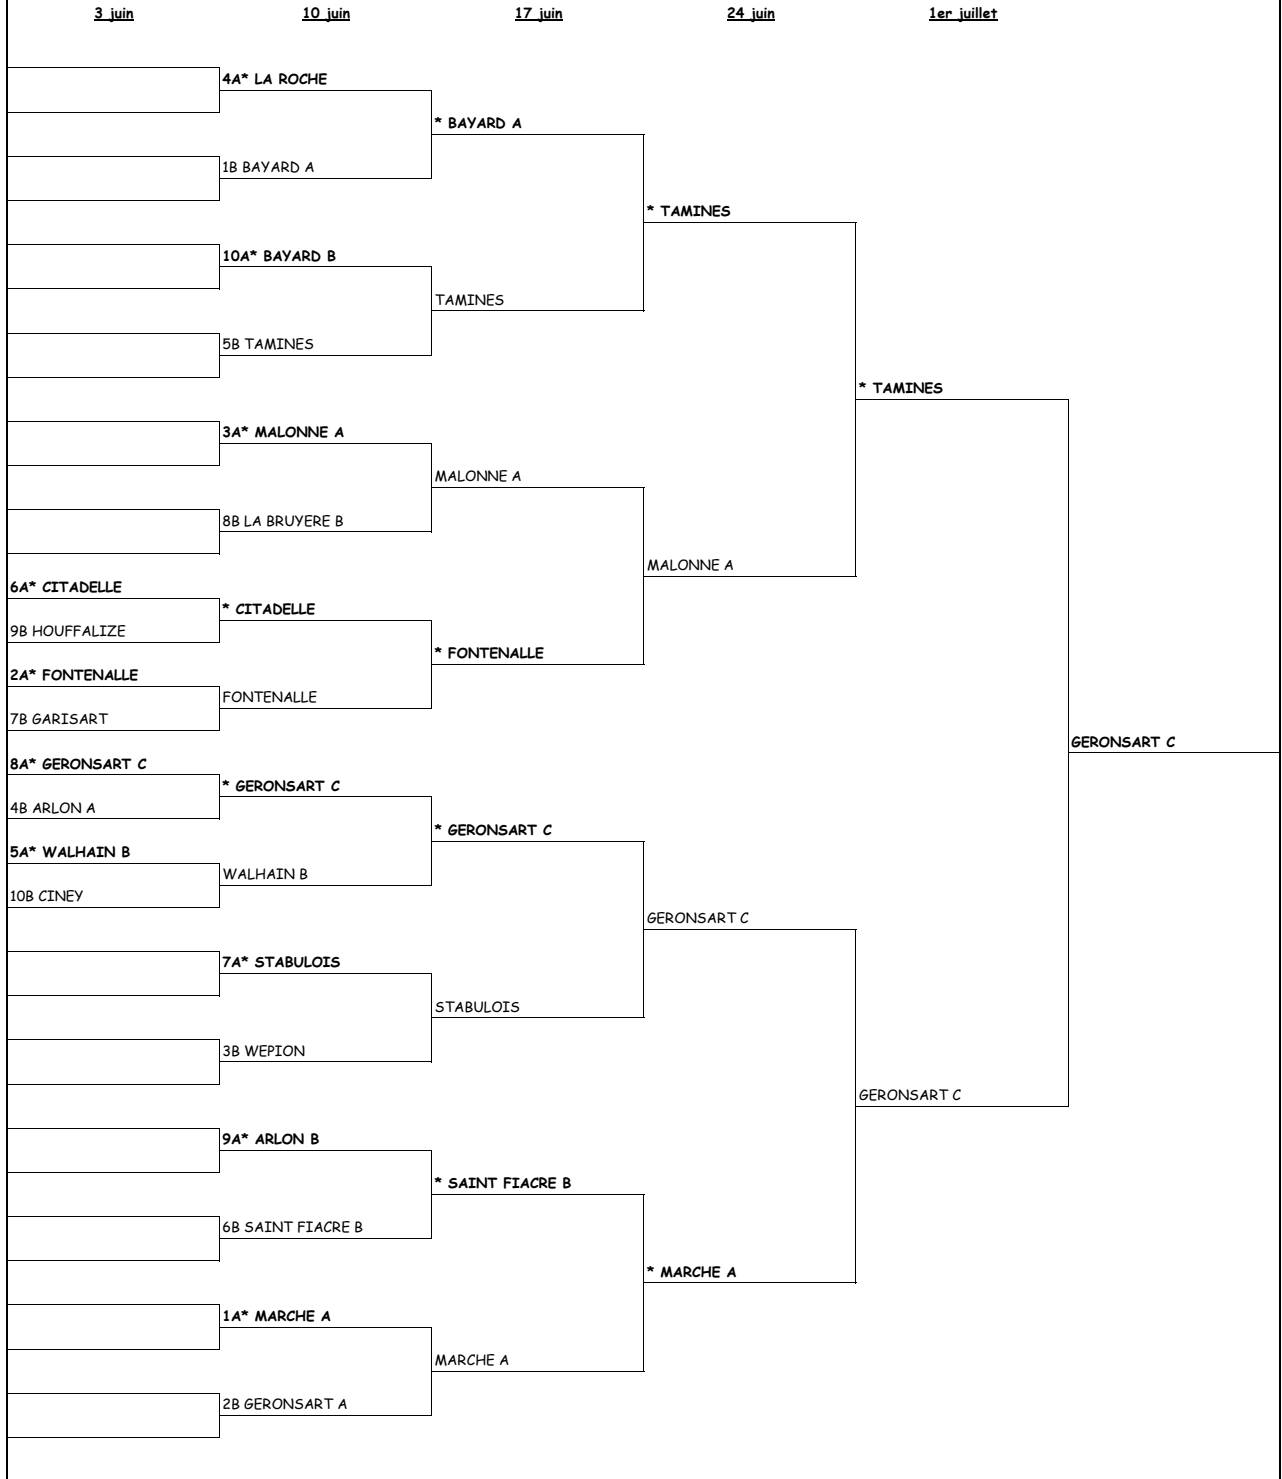 3 juin 10 juin 17 juin 24 juin 1er juillet
4A* LA ROCHE
* BAYARD A
1B BAYARD A
* TAMINES
10A* BAYARD B
TAMINES
5B TAMINES
* TAMINES
3A* MALONNE A
MALONNE A
8B LA BRUYERE B
MALONNE A
6A* CITADELLE
* CITADELLE
9B HOUFFALIZE
* FONTENALLE
2A* FONTENALLE
FONTENALLE
7B GARISART
GERONSART C
8A* GERONSART C
* GERONSART C
4B ARLON A
* GERONSART C
5A* WALHAIN B
WALHAIN B
10B CINEY
GERONSART C
7A* STABULOIS
STABULOIS
3B WEPION
GERONSART C
9A* ARLON B
* SAINT FIACRE B
6B SAINT FIACRE B
* MARCHE A
1A* MARCHE A
MARCHE A
2B GERONSART A